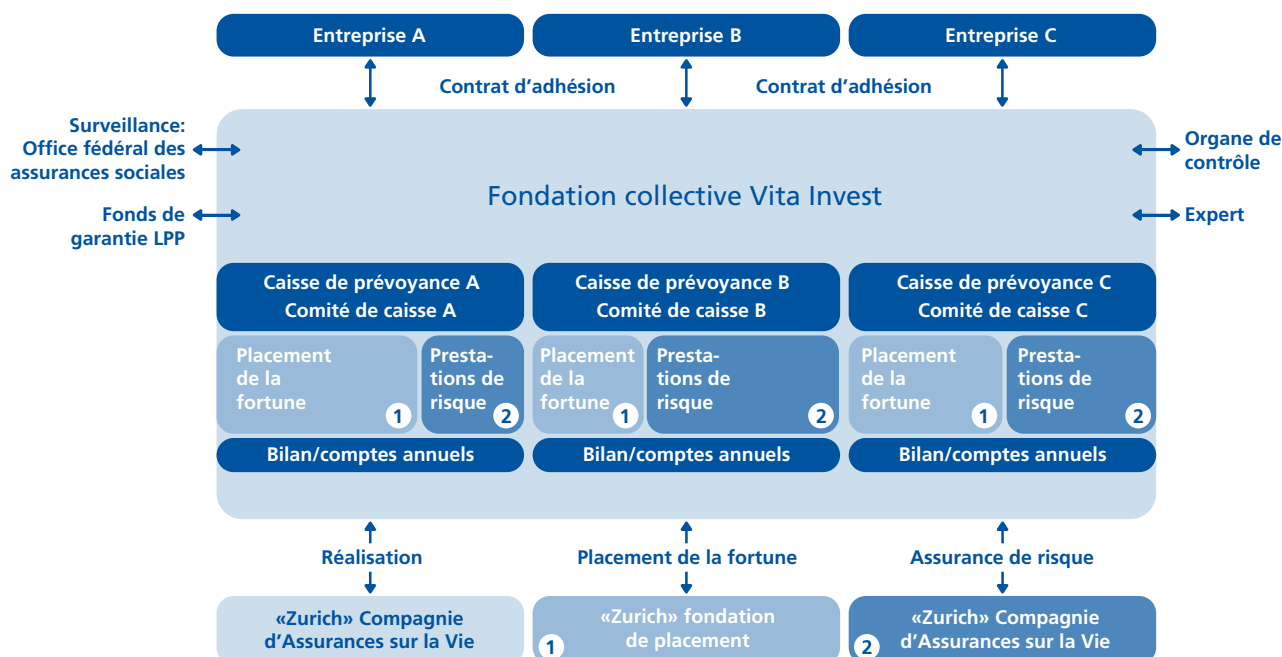 Entreprise A
Entreprise B
Entreprise C
Contrat d’adhésion
Contrat d’adhésion
Surveillance:
Office fédéral des
assurances sociales
Organe de
contrôle
Fondation collective Vita Invest
Fonds de
garantie LPP
Expert
Caisse de prévoyance A
Comité de caisse A
Caisse de prévoyance B
Comité de caisse B
Caisse de prévoyance C
Comité de caisse C
Placement
de la
fortune
1
Presta-
tions de
risque
2
Placement
de la
fortune
1
Presta-
tions de
risque
2
Placement
de la
fortune
1
Presta-
tions de
risque
2
Bilan/comptes annuels
Bilan/comptes annuels
Bilan/comptes annuels
Réalisation
Placement de la fortune
Assurance de risque
«Zurich» Compagnie
d’Assurances sur la Vie
«Zurich» fondation
de placement
1
«Zurich» Compagnie
d’Assurances sur la Vie
2